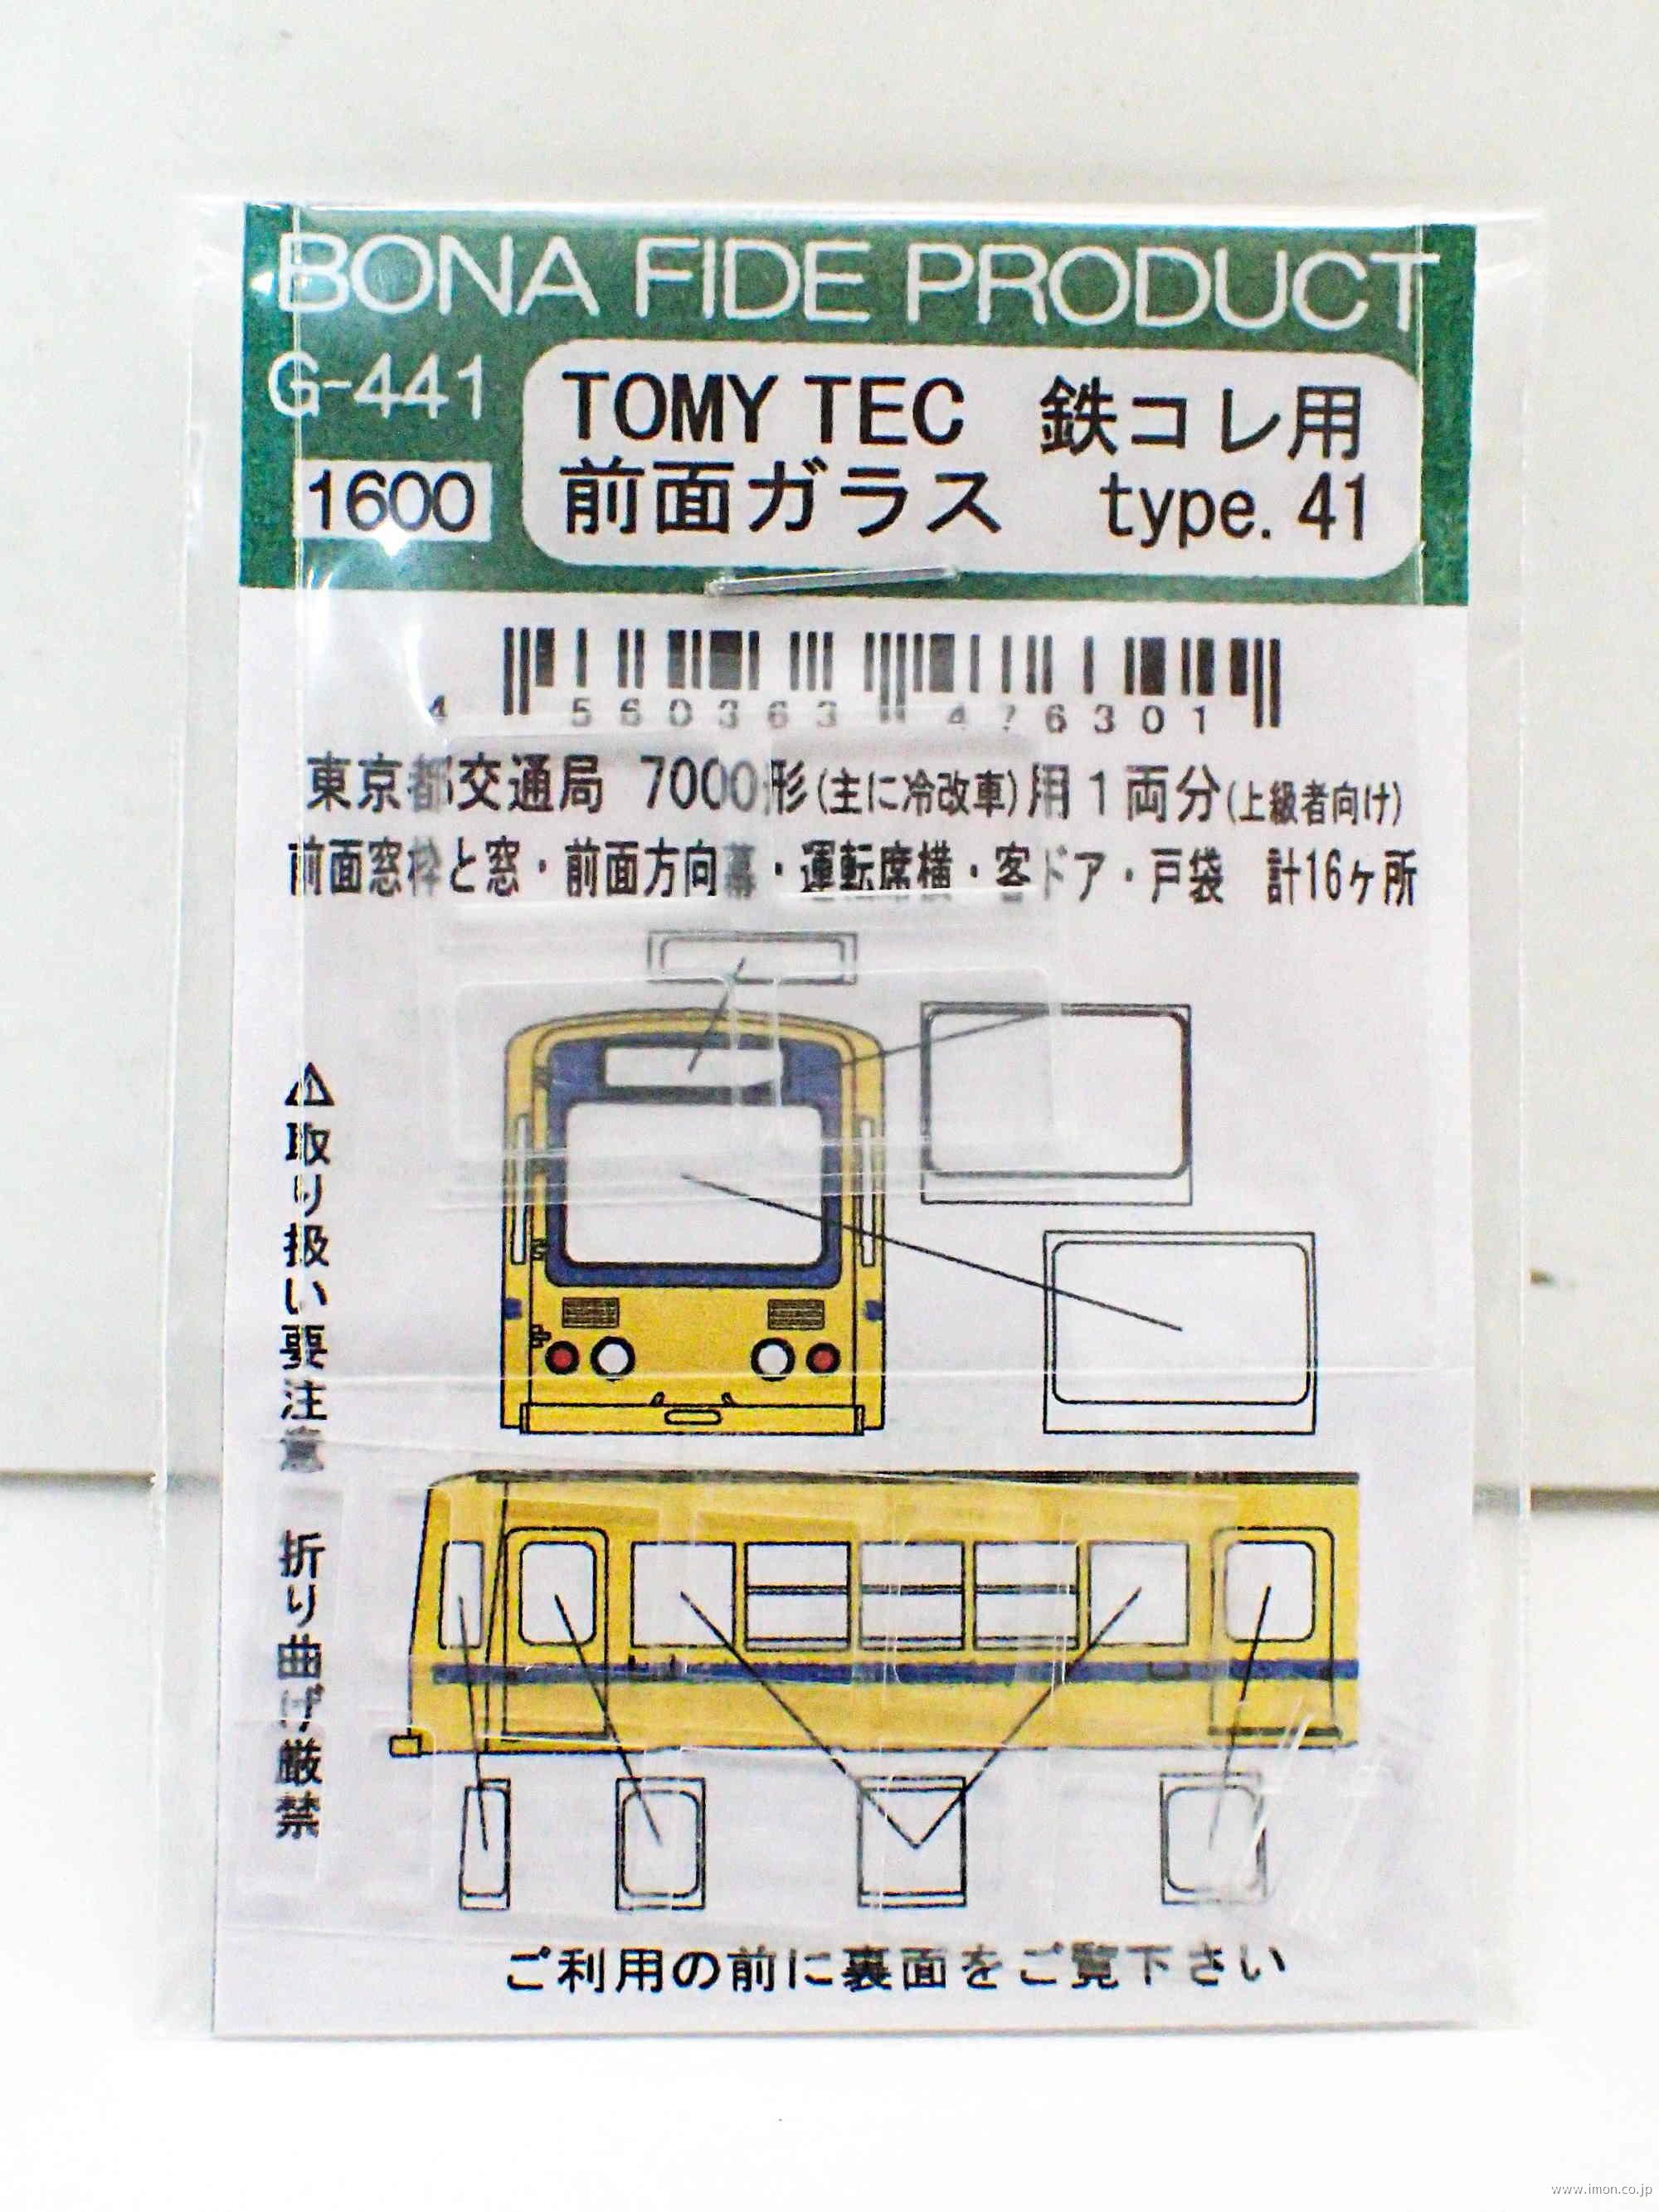 BONA FIDE PRODUCT
G-441
1600
TOMY TEC 鉄コレ用
前面ガラス type.41
4 560363 476301
東京都交通局 7000形(主に冷改車)用1両分(上級者向け)
前面窓枠と窓・前面方向幕・運転席横・客ドア・戸袋 計16ヶ所
⚠取り扱い要注意 折り曲げ厳禁
ご利用の前に裏面をご覧下さい
www.imon.co.jp